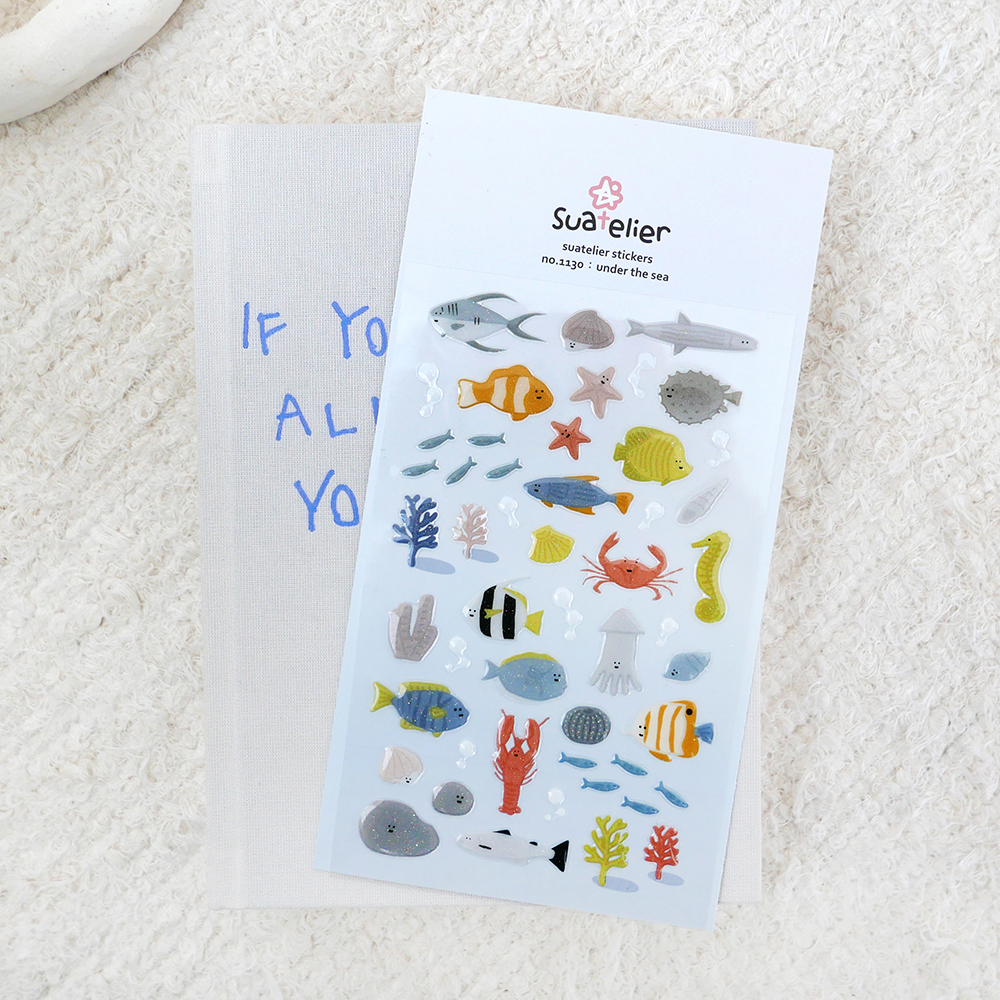 suatelier
suatelier stickers
no.1130 : under the sea
IF YO
AL
YO